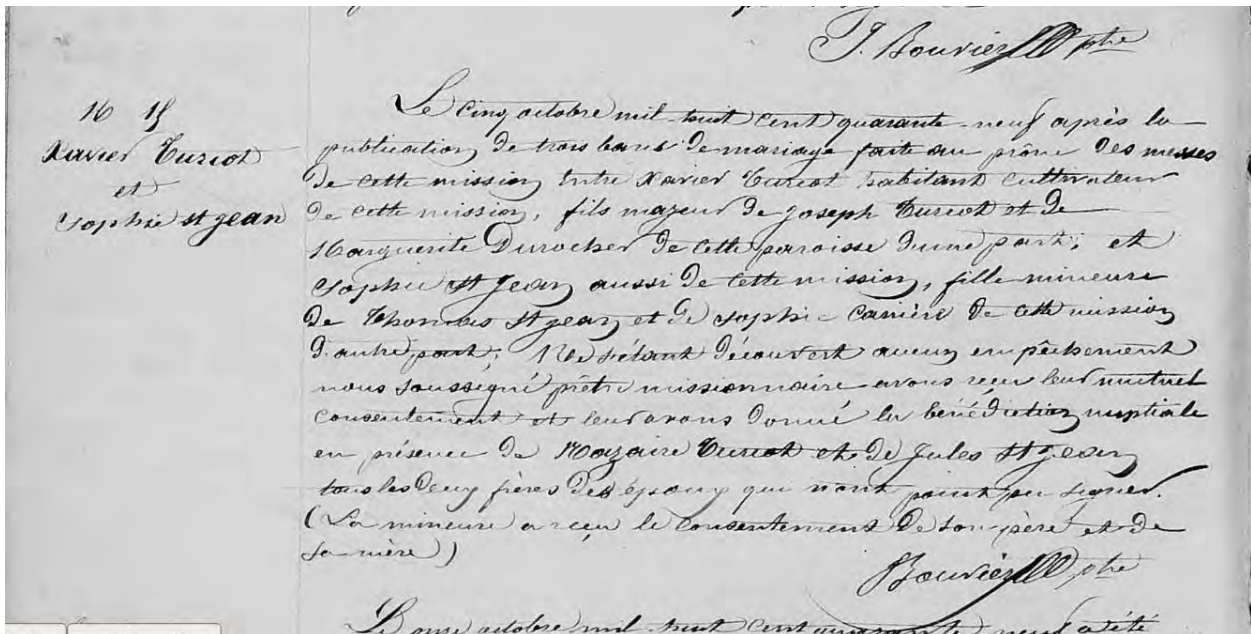 J. Bouvier ptre
16 15
Xavier Turcot
et
Sophie st jean
Le cinq octobre mil huit cent quarante-neuf après la
publication de trois bans de mariage faite au prône des messes
de cette mission entre Xavier Turcot habitant cultivateur
de cette mission, fils majeur de joseph Turcot et de
Marguerite Durocher de cette paroisse d'une part; et
Sophie st jean aussi de cette mission, fille mineure
de Thomas st jean et de Sophie carrière de cette mission
d'autre part; Ne s'étant découvert aucun empêchement
nous soussigné prêtre missionnaire avons reçu leur mutuel
consentement et leur avons donné la bénédiction nuptiale
en présence de Nazaire Turcot et de Jules st jean
tous les deux frères des époux qui n'ont point pu signer.
(La mineure a reçu le consentement de son père et de
sa mère)
Bouvier ptre
Le onze octobre mil huit cent quarante neuf a été